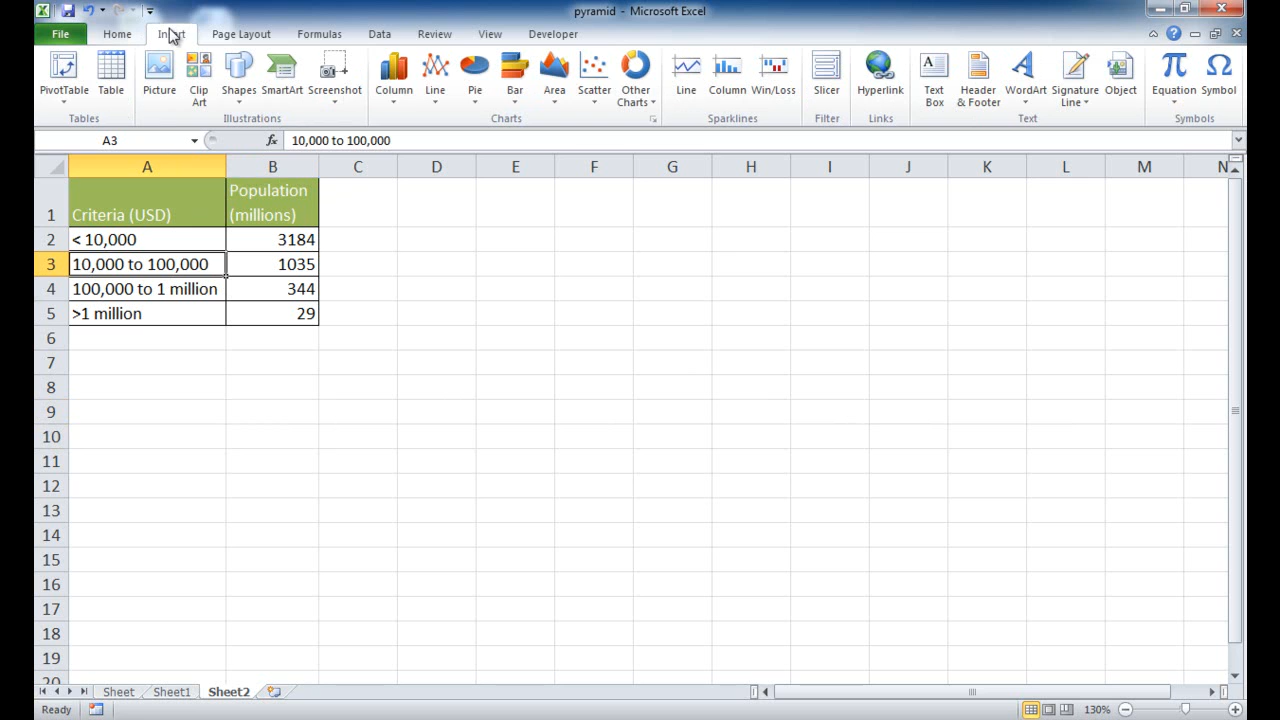 pyramid - Microsoft Excel
File Home Insert Page Layout Formulas Data Review View Developer
PivotTable Table Picture Clip Art Shapes SmartArt Screenshot Column Line Pie Bar Area Scatter Other Charts Line Column Win/Loss Slicer Hyperlink Text Box Header & Footer WordArt Signature Line Object Equation Symbol
Tables Illustrations Charts Sparklines Filter Links Text Symbols
A3 fx 10,000 to 100,000
A B C D E F G H I J K L M N
1 Criteria (USD) Population (millions)
2 < 10,000 3184
3 10,000 to 100,000 1035
4 100,000 to 1 million 344
5 >1 million 29
6
7
8
9
10
11
12
13
14
15
16
17
18
19
20
Sheet Sheet1 Sheet2
Ready 130%